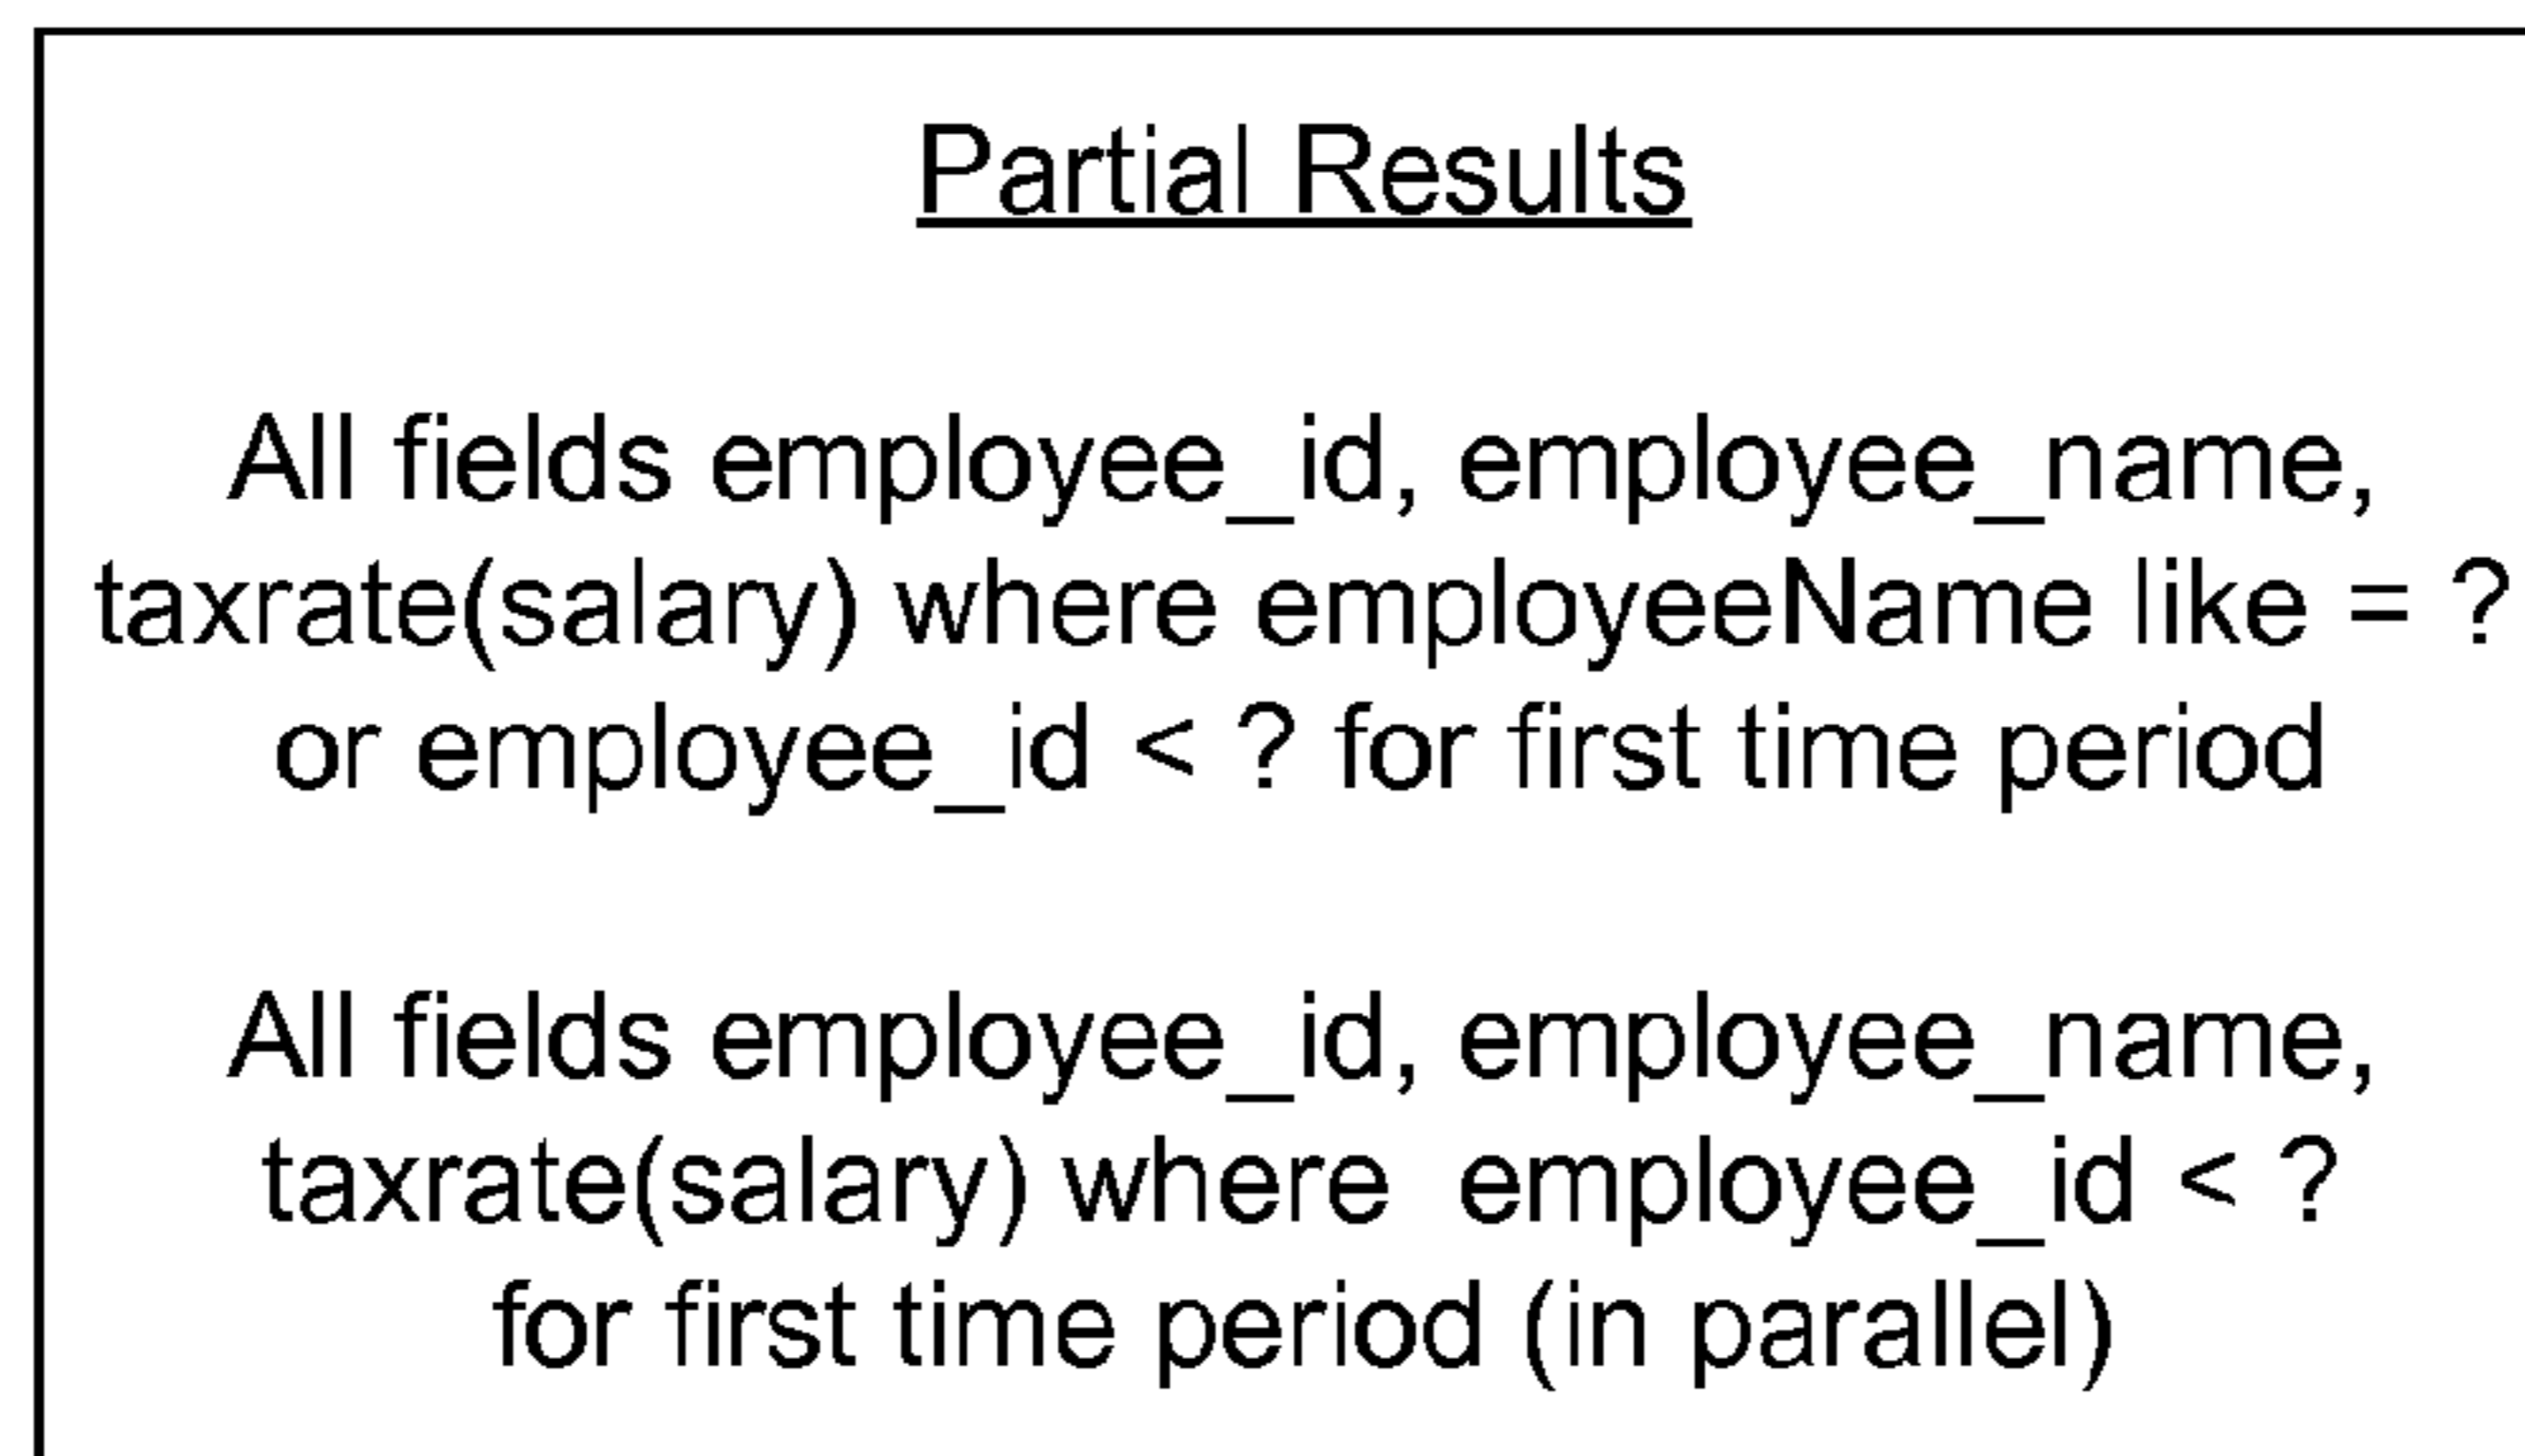 Partial Results
All fields employee_id, employee_name,
taxrate(salary) where employeeName like = ?
or employee_id < ? for first time period
All fields employee_id, employee_name,
taxrate(salary) where  employee_id < ?
for first time period (in parallel)